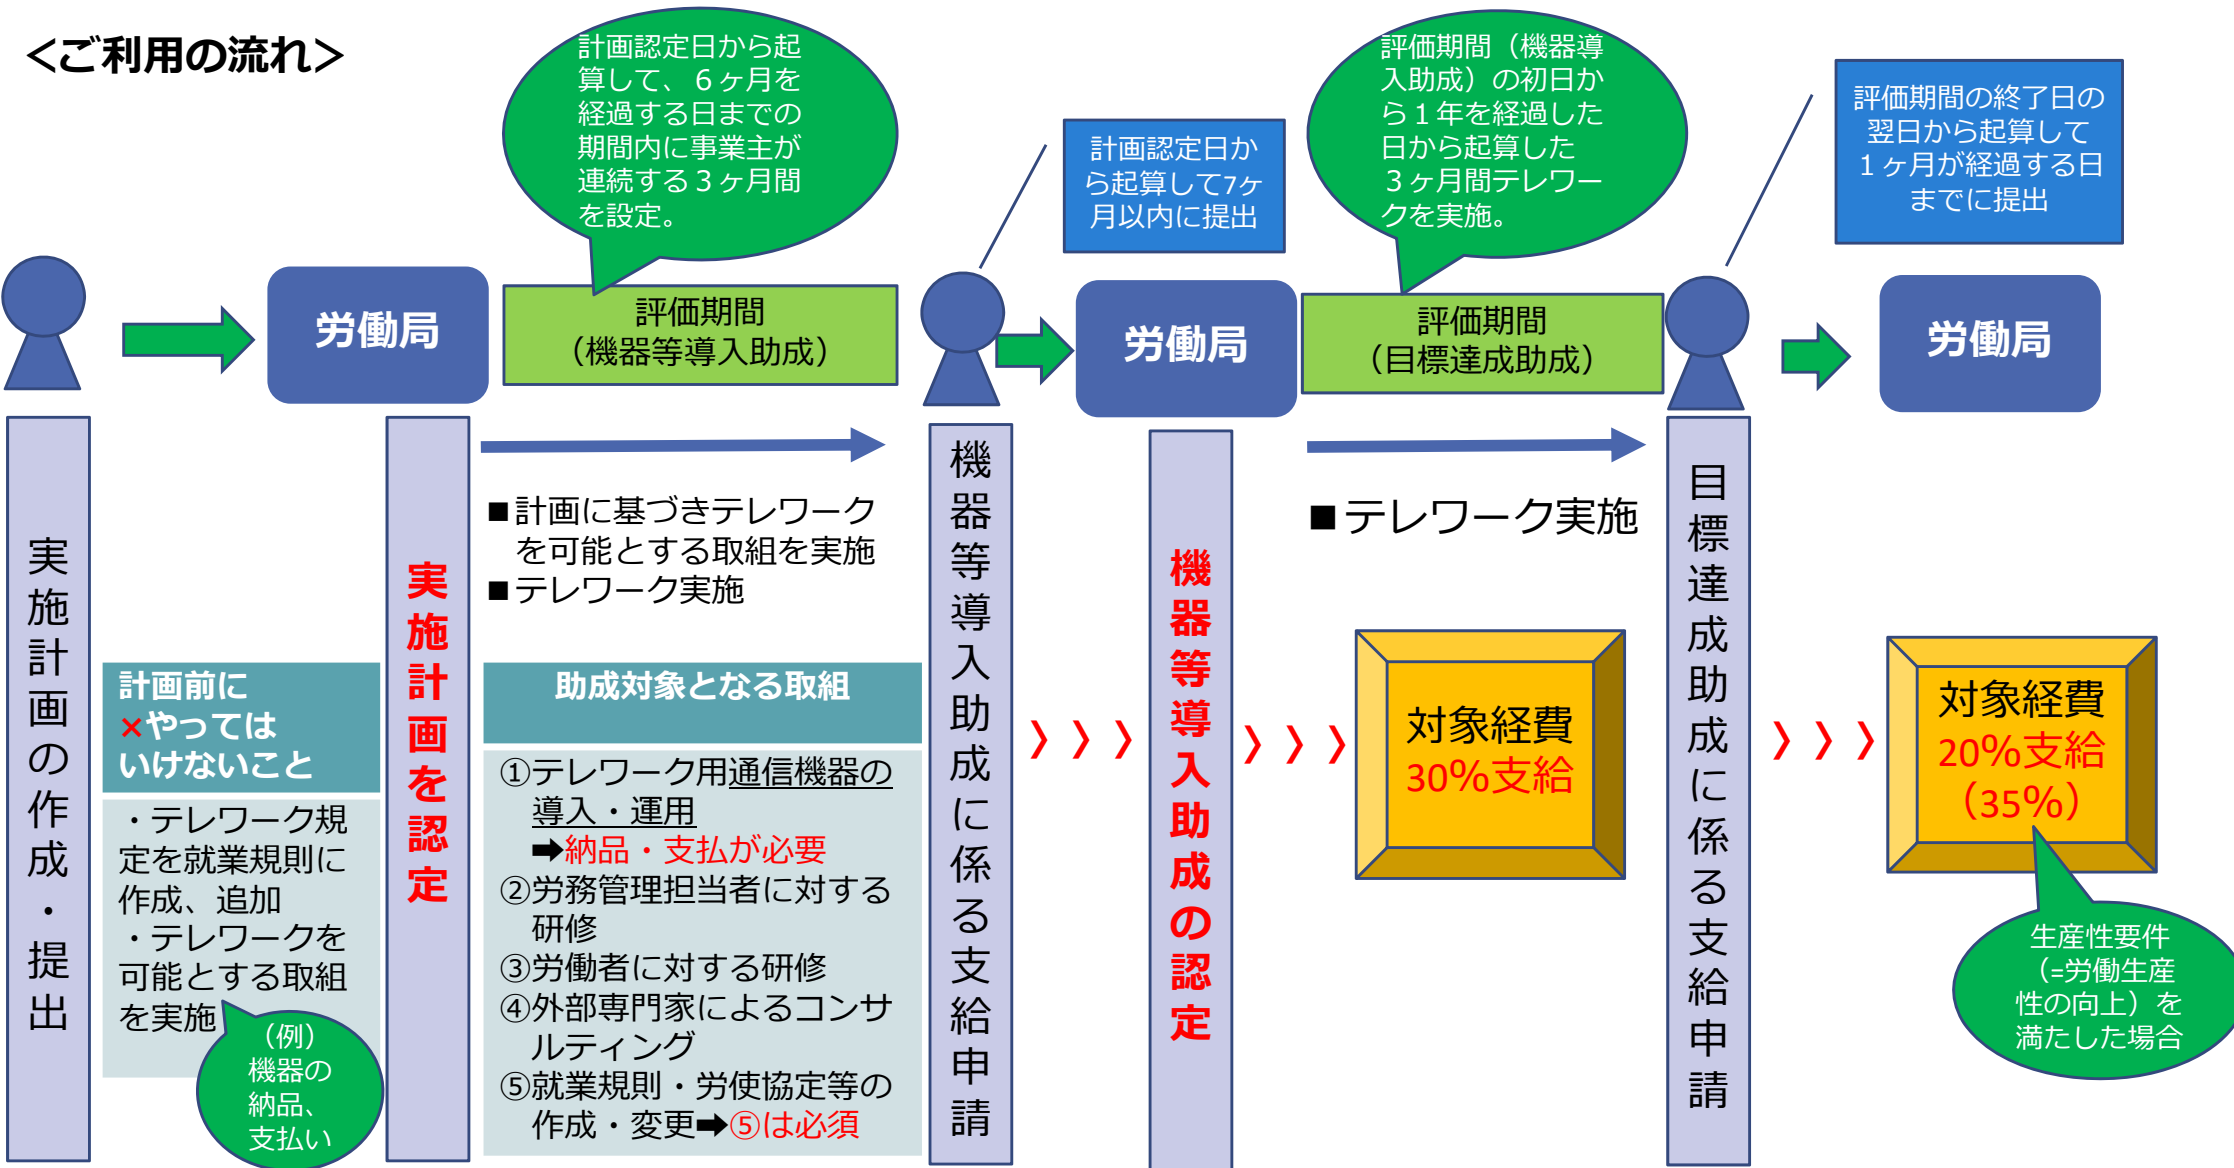 ＜ご利用の流れ＞
計画認定日から起
算して、６ヶ月を
経過する日までの
期間内に事業主が
連続する３ヶ月間
を設定。
計画認定日か
ら起算して7ヶ
月以内に提出
評価期間（機器導
入助成）の初日か
ら１年を経過した
日から起算した
３ヶ月間テレワー
クを実施。
評価期間の終了日の
翌日から起算して
１ヶ月が経過する日
までに提出
労働局
評価期間
（機器等導入助成）
労働局
評価期間
（目標達成助成）
労働局
実施計画の作成・提出
計画前に
×やっては
いけないこと
・テレワーク規
定を就業規則に
作成、追加
・テレワークを
可能とする取組
を実施
（例）
機器の
納品、
支払い
実施計画を認定
■計画に基づきテレワーク
を可能とする取組を実施
■テレワーク実施
助成対象となる取組
①テレワーク用通信機器の
導入・運用
➡納品・支払が必要
②労務管理担当者に対する
研修
③労働者に対する研修
④外部専門家によるコンサ
ルティング
⑤就業規則・労使協定等の
作成・変更➡⑤は必須
機器等導入助成に係る支給申請
〉〉〉
機器等導入助成の認定
〉〉〉
■テレワーク実施
対象経費
30％支給
目標達成助成に係る支給申請
〉〉〉
対象経費
20％支給
（35％）
生産性要件
（=労働生産
性の向上）を
満たした場合